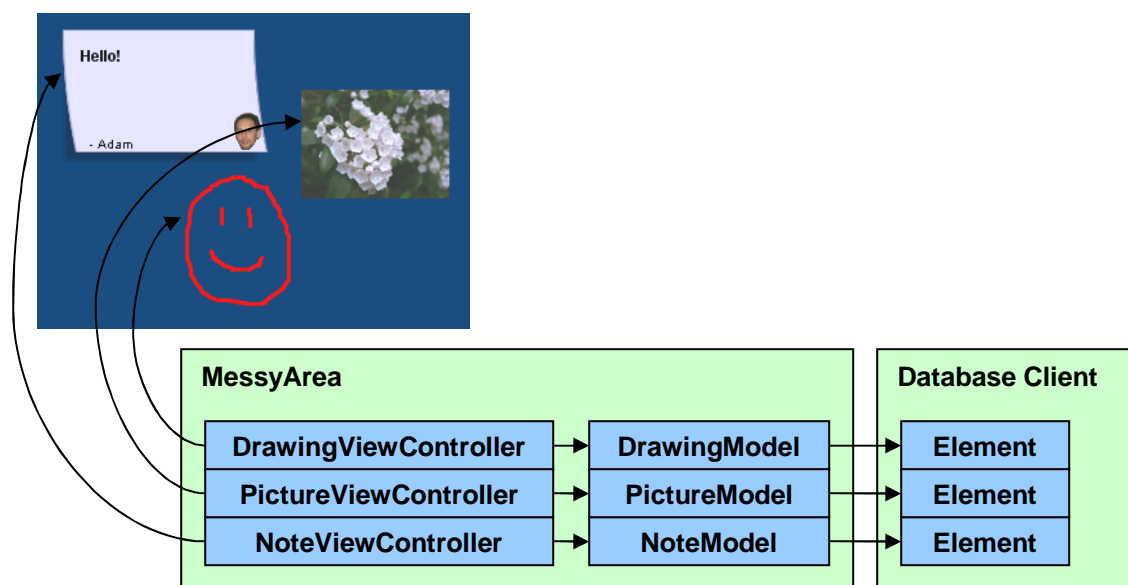 Hello!
- Adam
MessyArea
Database Client
DrawingViewController
DrawingModel
Element
PictureViewController
PictureModel
Element
NoteViewController
NoteModel
Element